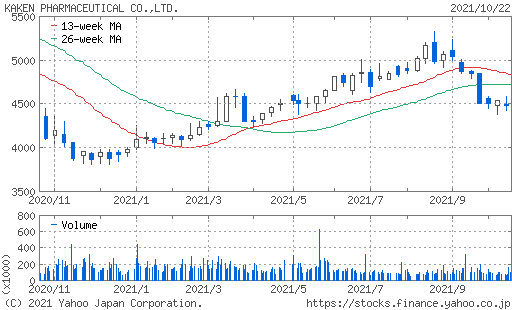 KAKEN PHARMACEUTICAL CO.,LTD. 2021/10/22
5500
13-week MA
26-week MA
5000
4500
4000
3500
2020/11 2021/1 2021/3 2021/5 2021/7 2021/9
800
Volume
600
400
200
0
(x1000)
2020/11 2021/1 2021/3 2021/5 2021/7 2021/9
(C) 2021 Yahoo Japan Corporation. https://stocks.finance.yahoo.co.jp